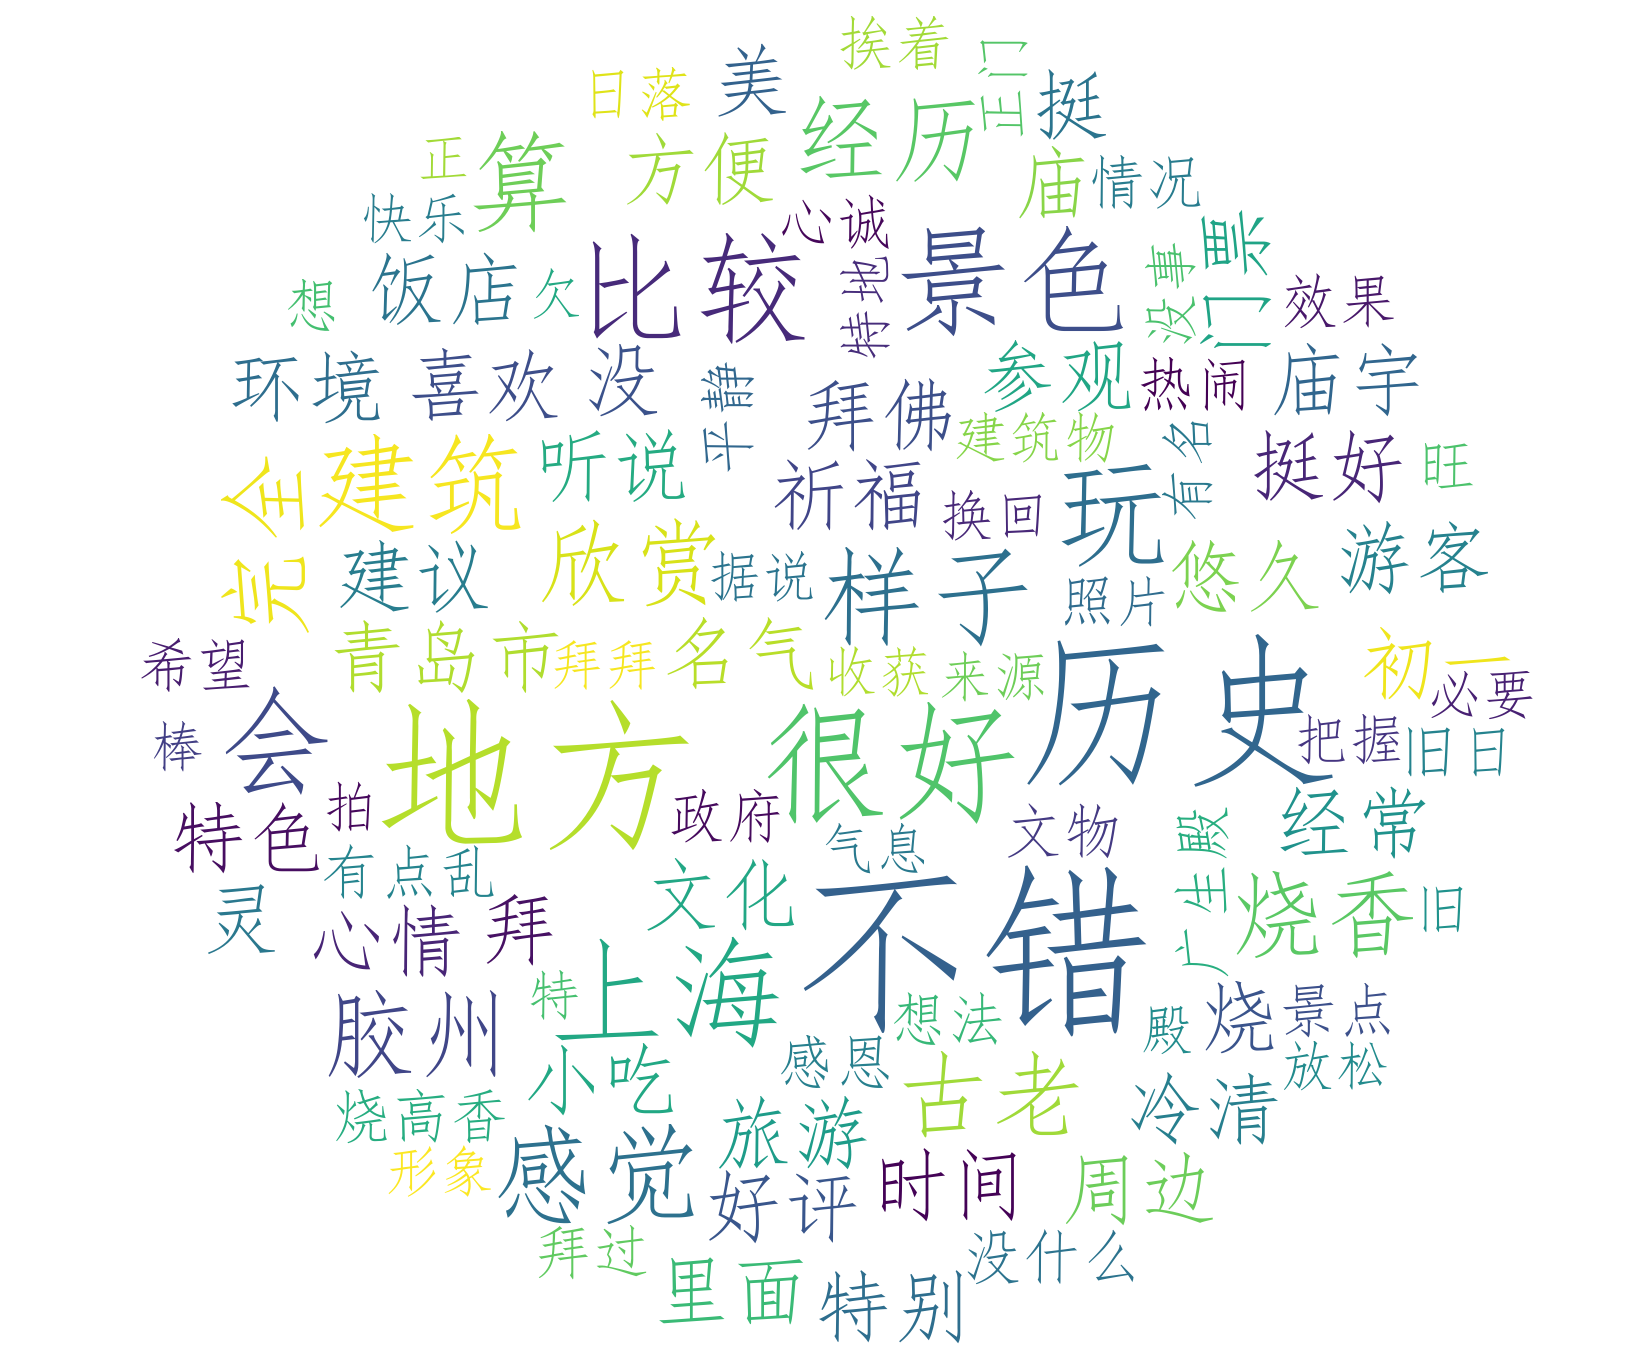 挨着
正门
美
日落
挺
经历
算
方便
正
庙
情况
快乐
心诚
门票
没事
特地
比较
景色
饭店
欠
想
效果
环境
喜欢
没
平静
参观
热闹
庙宇
拜佛
建筑物
有名
建筑
听说
完全
祈福
换回
玩
挺好
旺
建议
欣赏
据说
样子
照片
悠久
游客
青岛市
拜拜
名气
收获
来源
历史
初一
必要
希望
会
地方
很好
把握
旧日
棒
特色
拍
政府
气息
文物
广生殿
经常
有点乱
灵
心情
拜
文化
不错
烧香
旧
胶州
特
上海
想法
殿
烧
景点
小吃
感恩
古老
冷清
放松
烧高香
旅游
形象
感觉
好评
时间
周边
拜过
里面
特别
没什么